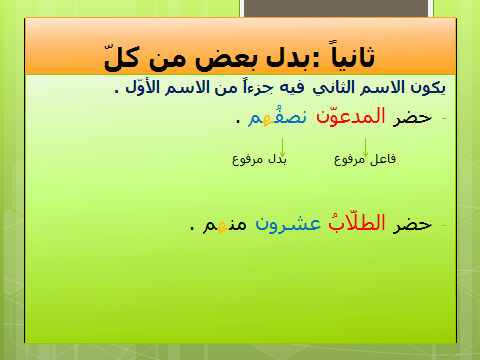 ثانياً :بدل بعض من كلّ
يكون الاسم الثاني فيه جزءاً من الاسم الأوّل .
- حضر المدعوّن نصفُهم .
فاعل مرفوع بدل مرفوع
- حضر الطلّابُ عشرون منهم .